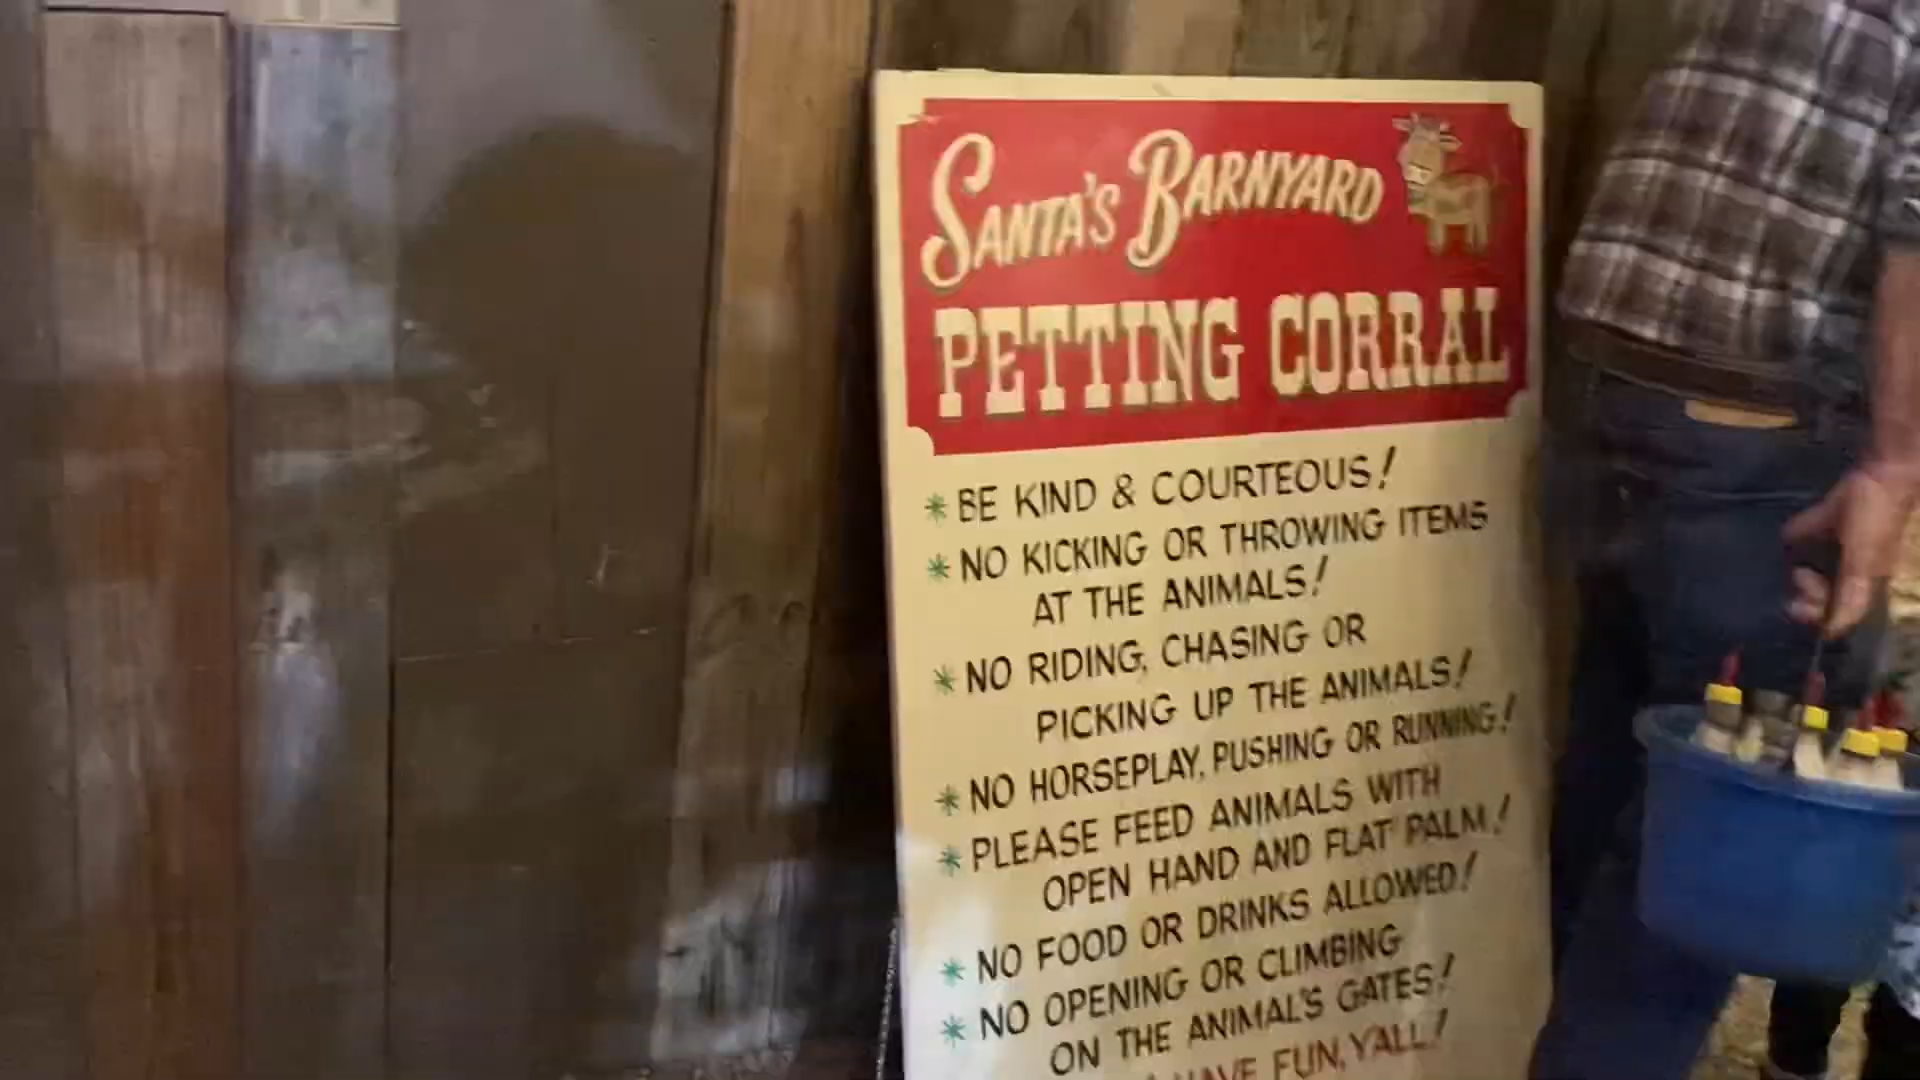 SANTA'S BARNYARD
PETTING CORRAL
* BE KIND & COURTEOUS!
* NO KICKING OR THROWING ITEMS
AT THE ANIMALS!
* NO RIDING, CHASING OR
PICKING UP THE ANIMALS!
* NO HORSEPLAY, PUSHING OR RUNNING!
* PLEASE FEED ANIMALS WITH
OPEN HAND AND FLAT PALM!
* NO FOOD OR DRINKS ALLOWED!
* NO OPENING OR CLIMBING
ON THE ANIMAL'S GATES!
HAVE FUN, Y'ALL!